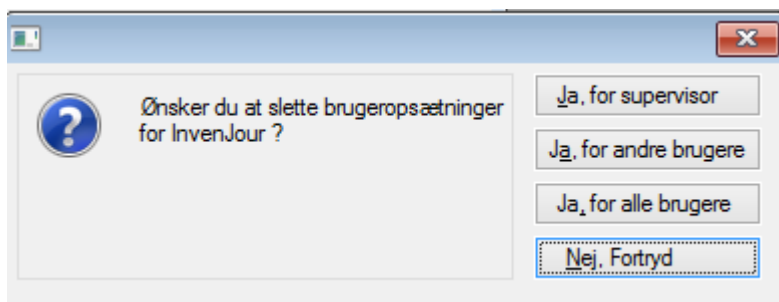 Ønsker du at slette brugeropsætninger
for InvenJour ?
Ja, for supervisor
Ja, for andre brugere
Ja, for alle brugere
Nej, Fortryd